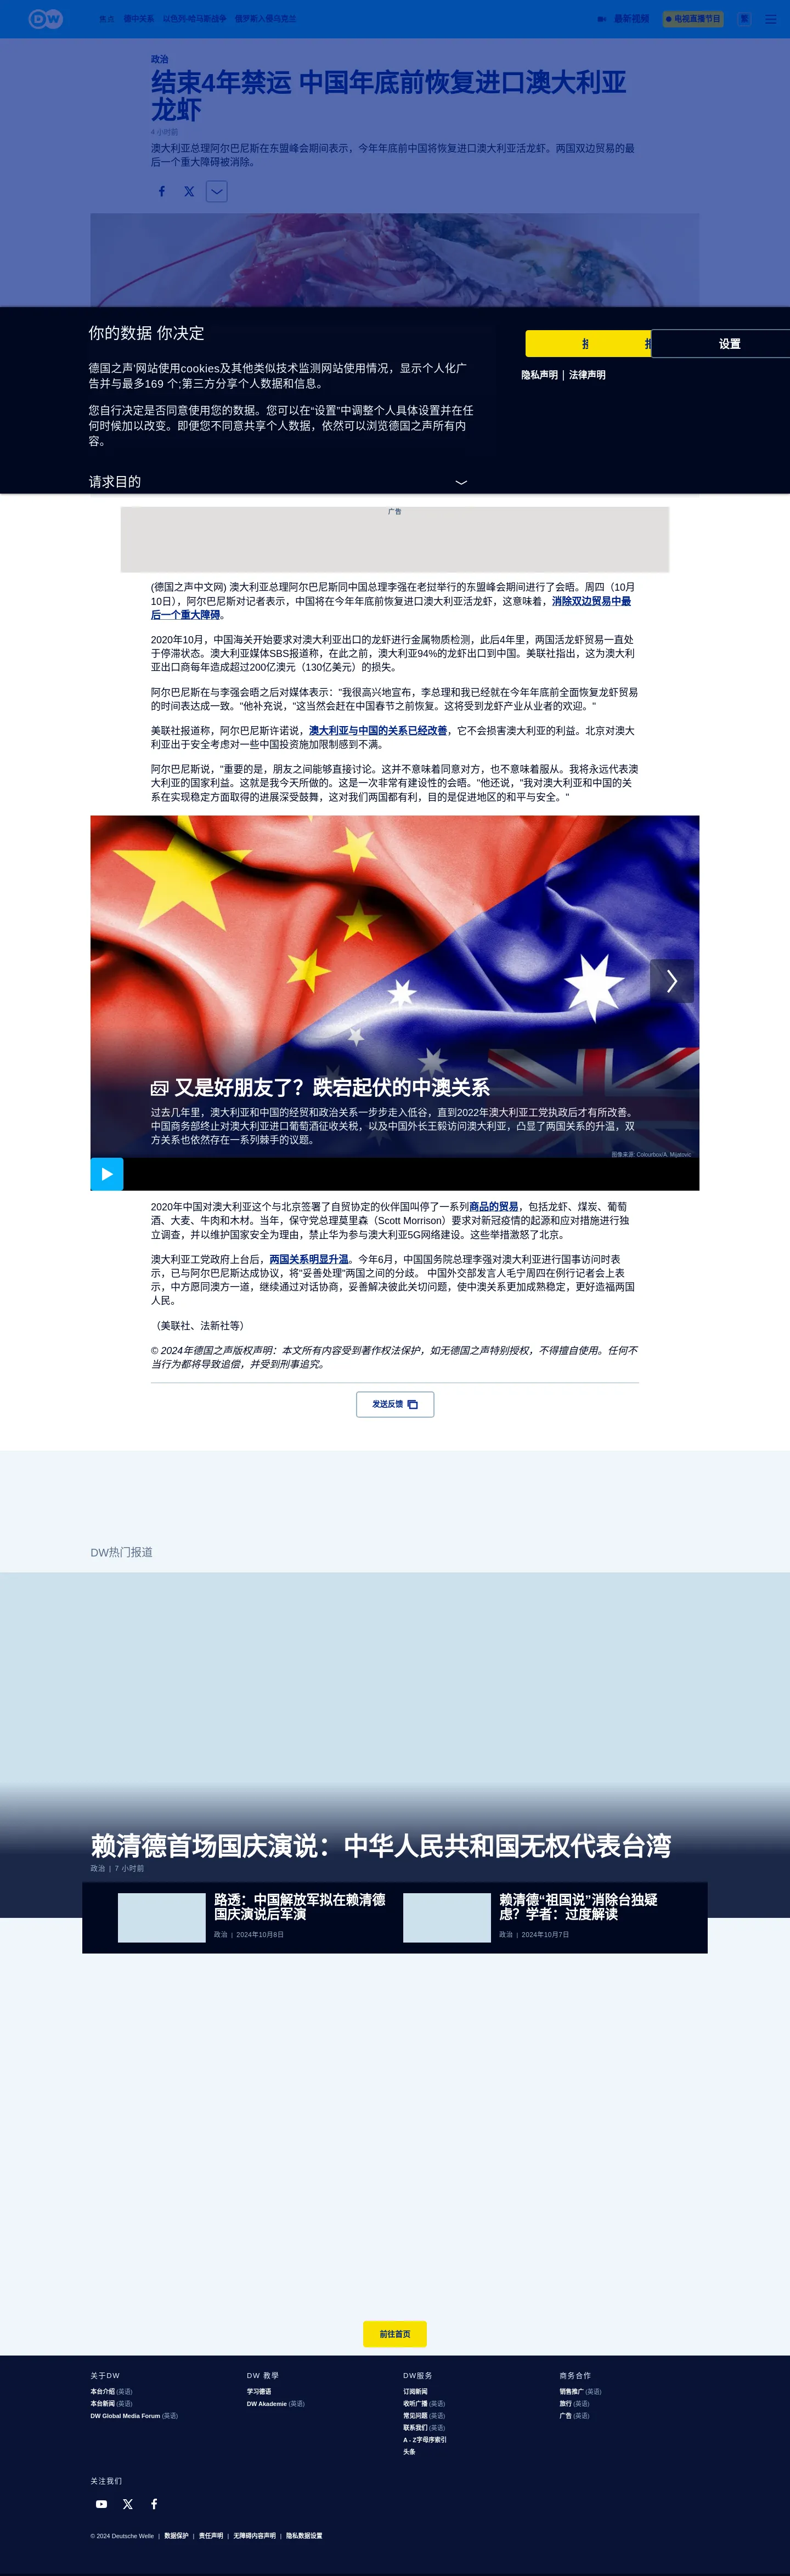 DW
焦点 德中关系 以色列-哈马斯战争 俄罗斯入侵乌克兰
最新视频 电视直播节目 繁
政治
结束4年禁运 中国年底前恢复进口澳大利亚
龙虾
4 小时前
澳大利亚总理阿尔巴尼斯在东盟峰会期间表示，今年年底前中国将恢复进口澳大利亚活龙虾。两国双边贸易的最
后一个重大障碍被消除。
你的数据 你决定
德国之声'网站使用cookies及其他类似技术监测网站使用情况，显示个人化广
告并与最多169 个;第三方分享个人数据和信息。
您自行决定是否同意使用您的数据。您可以在“设置”中调整个人具体设置并在任
何时候加以改变。即便您不同意共享个人数据，依然可以浏览德国之声所有内
容。
请求目的
设置
隐私声明 | 法律声明
广告
(德国之声中文网) 澳大利亚总理阿尔巴尼斯同中国总理李强在老挝举行的东盟峰会期间进行了会晤。周四（10月
10日），阿尔巴尼斯对记者表示，中国将在今年年底前恢复进口澳大利亚活龙虾，这意味着，消除双边贸易中最
后一个重大障碍。
2020年10月，中国海关开始要求对澳大利亚出口的龙虾进行金属物质检测，此后4年里，两国活龙虾贸易一直处
于停滞状态。澳大利亚媒体SBS报道称，在此之前，澳大利亚94%的龙虾出口到中国。美联社指出，这为澳大利
亚出口商每年造成超过200亿澳元（130亿美元）的损失。
阿尔巴尼斯在与李强会晤之后对媒体表示："我很高兴地宣布，李总理和我已经就在今年年底前全面恢复龙虾贸易
的时间表达成一致。"他补充说，"这当然会赶在中国春节之前恢复。这将受到龙虾产业从业者的欢迎。"
美联社报道称，阿尔巴尼斯许诺说，澳大利亚与中国的关系已经改善，它不会损害澳大利亚的利益。北京对澳大
利亚出于安全考虑对一些中国投资施加限制感到不满。
阿尔巴尼斯说，"重要的是，朋友之间能够直接讨论。这并不意味着同意对方，也不意味着服从。我将永远代表澳
大利亚的国家利益。这就是我今天所做的。这是一次非常有建设性的会晤。"他还说，"我对澳大利亚和中国的关
系在实现稳定方面取得的进展深受鼓舞，这对我们两国都有利，目的是促进地区的和平与安全。"
又是好朋友了？跌宕起伏的中澳关系
过去几年里，澳大利亚和中国的经贸和政治关系一步步走入低谷，直到2022年澳大利亚工党执政后才有所改善。
中国商务部终止对澳大利亚进口葡萄酒征收关税，以及中国外长王毅访问澳大利亚，凸显了两国关系的升温，双
方关系也依然存在一系列棘手的议题。
图像来源: Colourbox/A. Mijatovic
2020年中国对澳大利亚这个与北京签署了自贸协定的伙伴国叫停了一系列商品的贸易，包括龙虾、煤炭、葡萄
酒、大麦、牛肉和木材。当年，保守党总理莫里森（Scott Morrison）要求对新冠疫情的起源和应对措施进行独
立调查，并以维护国家安全为理由，禁止华为参与澳大利亚5G网络建设。这些举措激怒了北京。
澳大利亚工党政府上台后，两国关系明显升温。今年6月，中国国务院总理李强对澳大利亚进行国事访问时表
示，已与阿尔巴尼斯达成协议，将"妥善处理"两国之间的分歧。 中国外交部发言人毛宁周四在例行记者会上表
示，中方愿同澳方一道，继续通过对话协商，妥善解决彼此关切问题，使中澳关系更加成熟稳定，更好造福两国
人民。
（美联社、法新社等）
© 2024年德国之声版权声明：本文所有内容受到著作权法保护，如无德国之声特别授权，不得擅自使用。任何不
当行为都将导致追偿，并受到刑事追究。
发送反馈
DW热门报道
赖清德首场国庆演说：中华人民共和国无权代表台湾
政治 | 7 小时前
路透：中国解放军拟在赖清德
国庆演说后军演
政治 | 2024年10月8日
赖清德“祖国说”消除台独疑
虑？学者：过度解读
政治 | 2024年10月7日
前往首页
关于DW
本台介绍 (英语)
本台新闻 (英语)
DW Global Media Forum (英语)
DW 教學
学习德语
DW Akademie (英语)
DW服务
订阅新闻
收听广播 (英语)
常见问题 (英语)
联系我们 (英语)
A - Z字母序索引
头条
商务合作
销售推广 (英语)
旅行 (英语)
广告 (英语)
关注我们
© 2024 Deutsche Welle | 数据保护 | 责任声明 | 无障碍内容声明 | 隐私数据设置